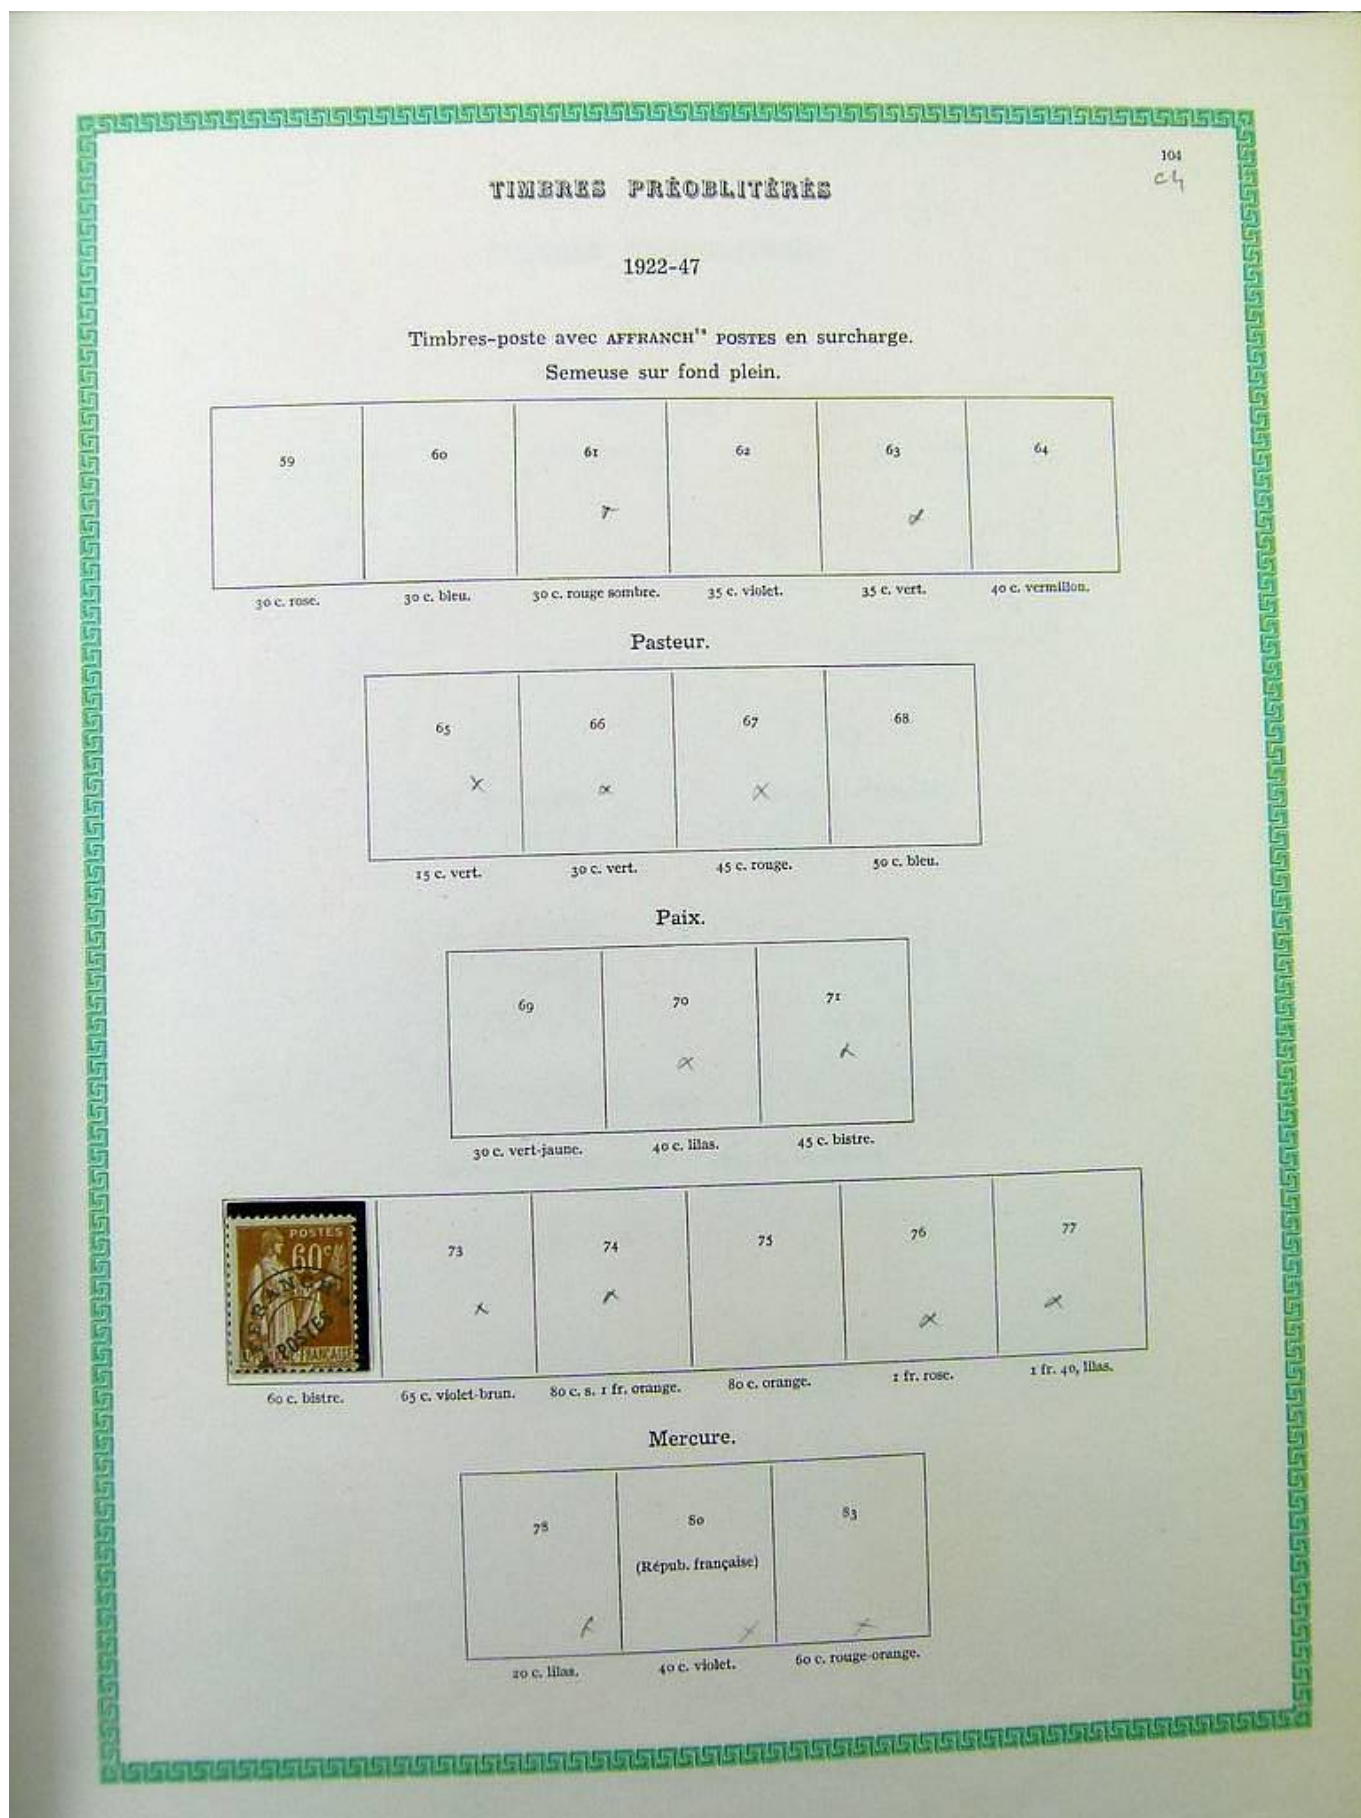 104
C4
TIMBRES PRÉOBLITÉRÉS
1922-47
Timbres-poste avec AFFRANCHts POSTES en surcharge.
Semeuse sur fond plein.
59 60 61 62 63 64
30 c. rose. 30 c. bleu. 30 c. rouge sombre. 35 c. violet. 35 c. vert. 40 c. vermillon.
Pasteur.
65 66 67 68
15 c. vert. 30 c. vert. 45 c. rouge. 50 c. bleu.
Paix.
69 70 71
30 c. vert-jaune. 40 c. lilas. 45 c. bistre.
POSTES
60c
POSTES
FRANÇAISE
73 74 75 76 77
60 c. bistre. 65 c. violet-brun. 80 c. s. 1 fr. orange. 80 c. orange. 1 fr. rose. 1 fr. 40, lilas.
Mercure.
78 80 83
(Répub. française)
20 c. lilas. 40 c. violet. 60 c. rouge-orange.